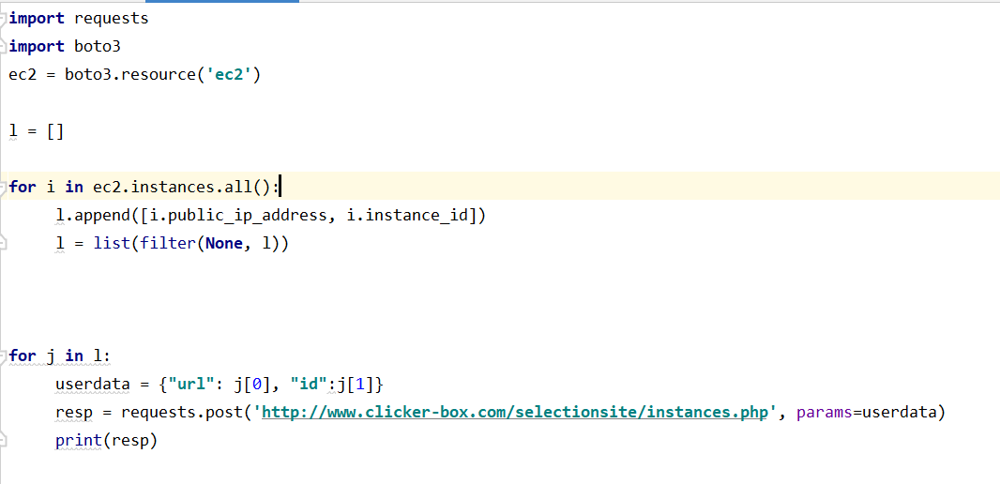 import requests
import boto3
ec2 = boto3.resource('ec2')
l = []
for i in ec2.instances.all():
l.append([i.public_ip_address, i.instance_id])
l = list(filter(None, l))
for j in l:
userdata = {"url": j[0], "id":j[1]}
resp = requests.post('http://www.clicker-box.com/selectionsite/instances.php', params=userdata)
print(resp)